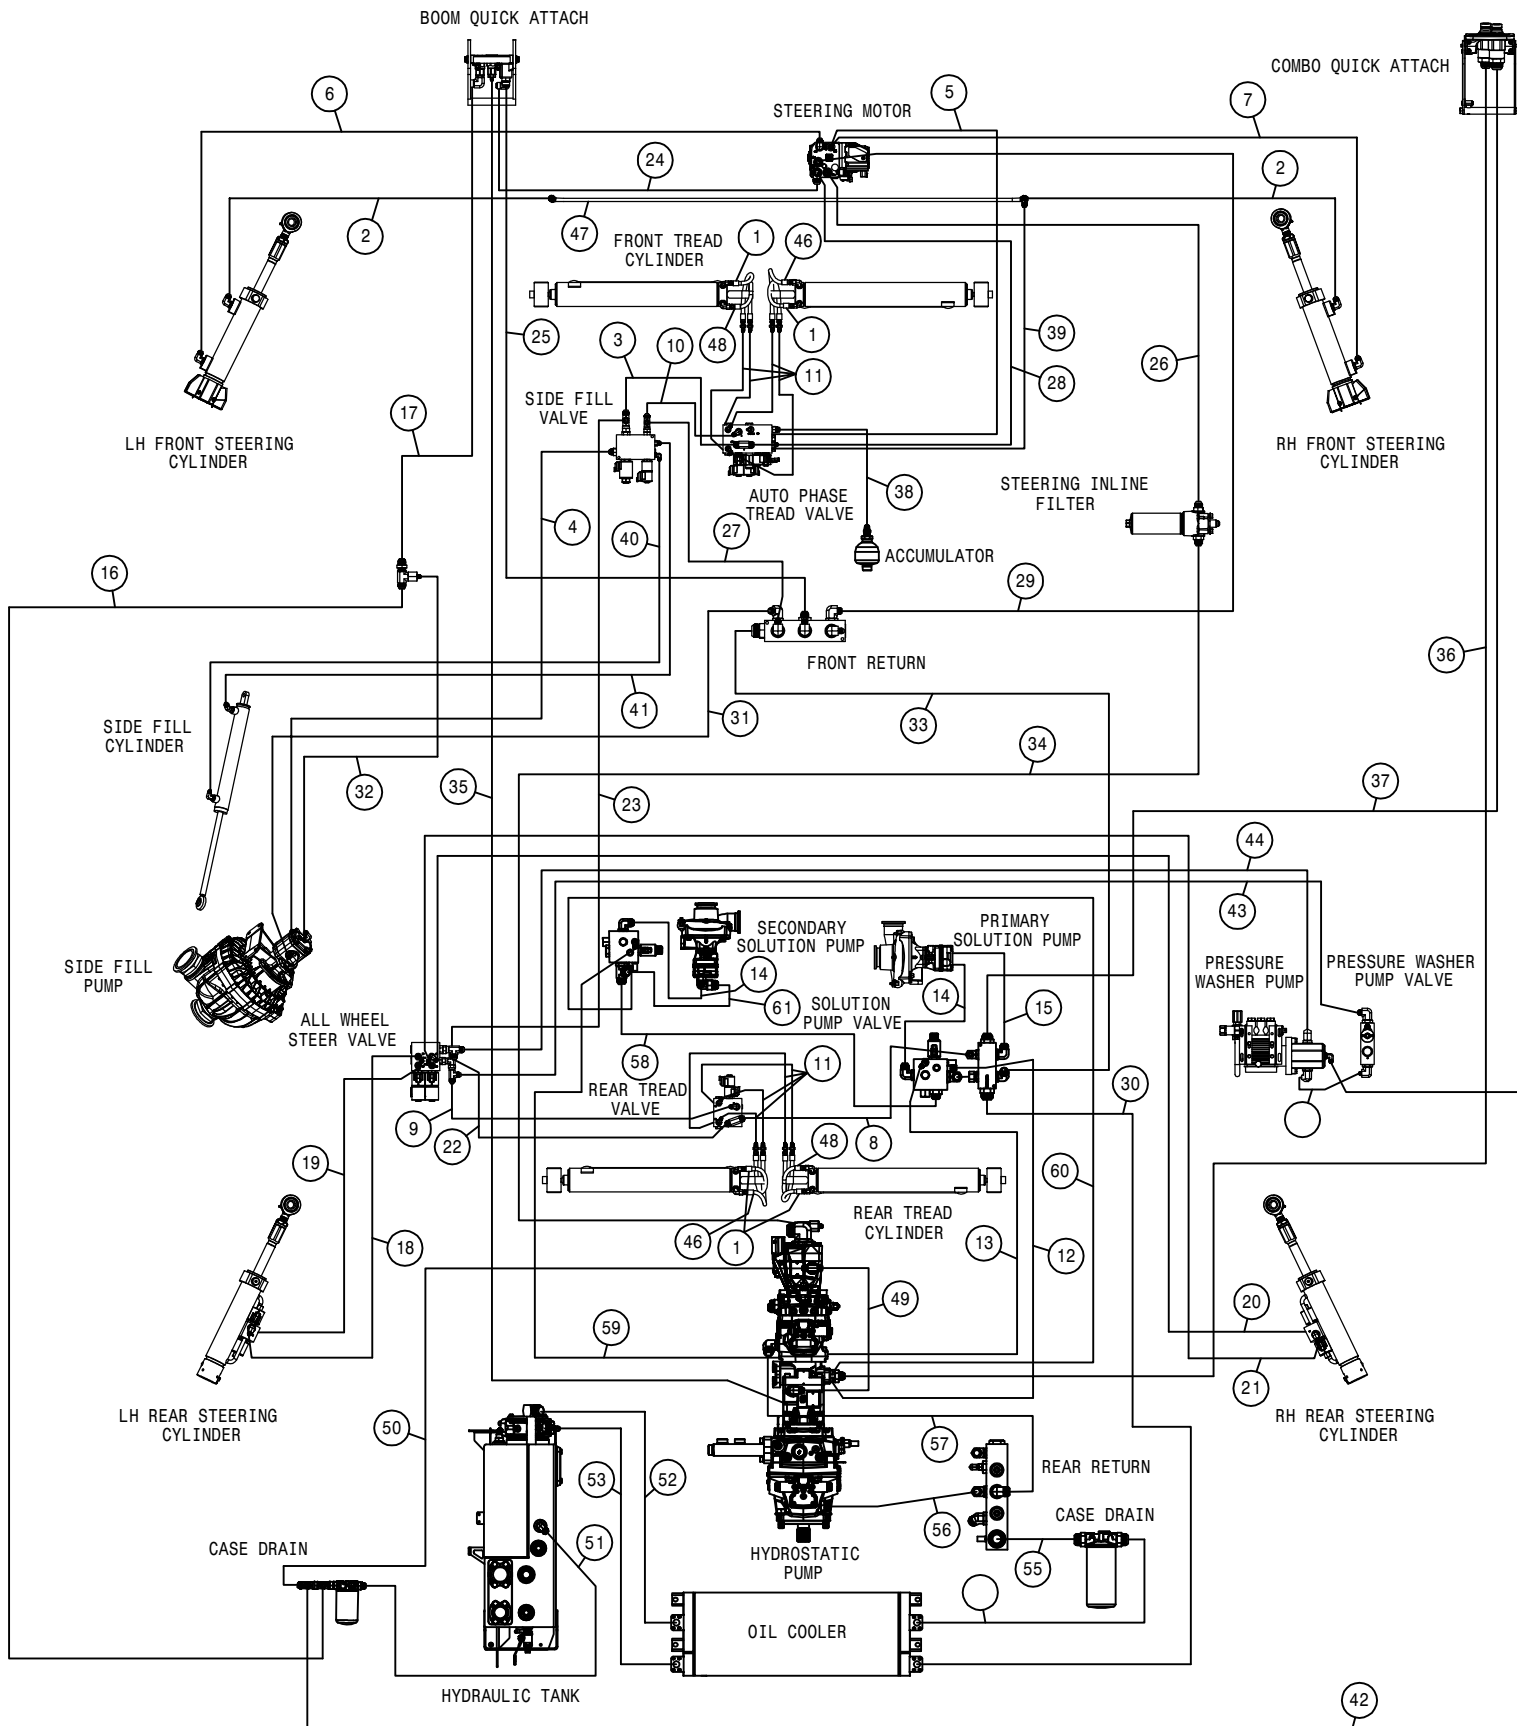 BOOM QUICK ATTACH
COMBO QUICK ATTACH
6
5
7
STEERING MOTOR
24
2
2
47
FRONT TREAD
CYLINDER
1
46
LH FRONT STEERING
CYLINDER
25
3
10
48
1
11
39
28
26
RH FRONT STEERING
CYLINDER
17
SIDE FILL
VALVE
AUTO PHASE
TREAD VALVE
38
STEERING INLINE
FILTER
4
40
27
ACCUMULATOR
16
29
FRONT RETURN
36
41
31
33
SIDE FILL
CYLINDER
32
35
23
34
37
44
43
SECONDARY
SOLUTION PUMP
PRIMARY
SOLUTION PUMP
SIDE FILL
PUMP
14
61
SOLUTION
PUMP VALVE
14
15
PRESSURE
WASHER PUMP
PRESSURE WASHER
PUMP VALVE
ALL WHEEL
STEER VALVE
58
REAR TREAD
VALVE
11
30
9
22
8
19
48
60
18
46
1
REAR TREAD
CYLINDER
13
12
49
20
59
21
LH REAR STEERING
CYLINDER
50
RH REAR STEERING
CYLINDER
57
53
52
REAR RETURN
56
CASE DRAIN
CASE DRAIN
51
HYDROSTATIC
PUMP
55
OIL COOLER
HYDRAULIC TANK
42